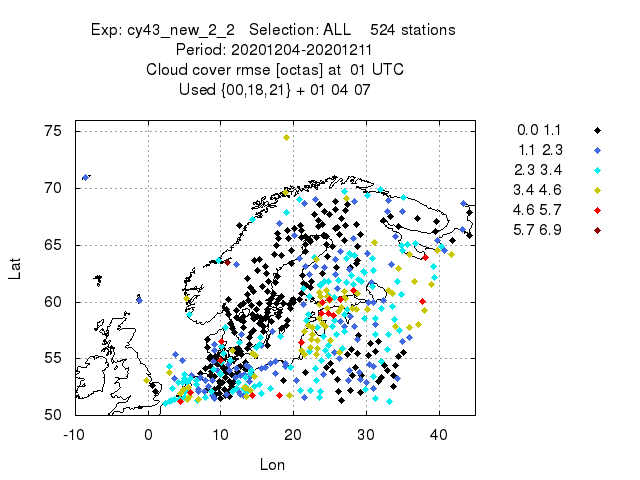 Exp: cy43_new_2_2 Selection: ALL 524 stations
Period: 20201204-20201211
Cloud cover rmse [octas] at 01 UTC
Used {00,18,21} + 01 04 07
75
70
65
60
55
50
Lat
-10 0 10 20 30 40
Lon
0.0 1.1
1.1 2.3
2.3 3.4
3.4 4.6
4.6 5.7
5.7 6.9